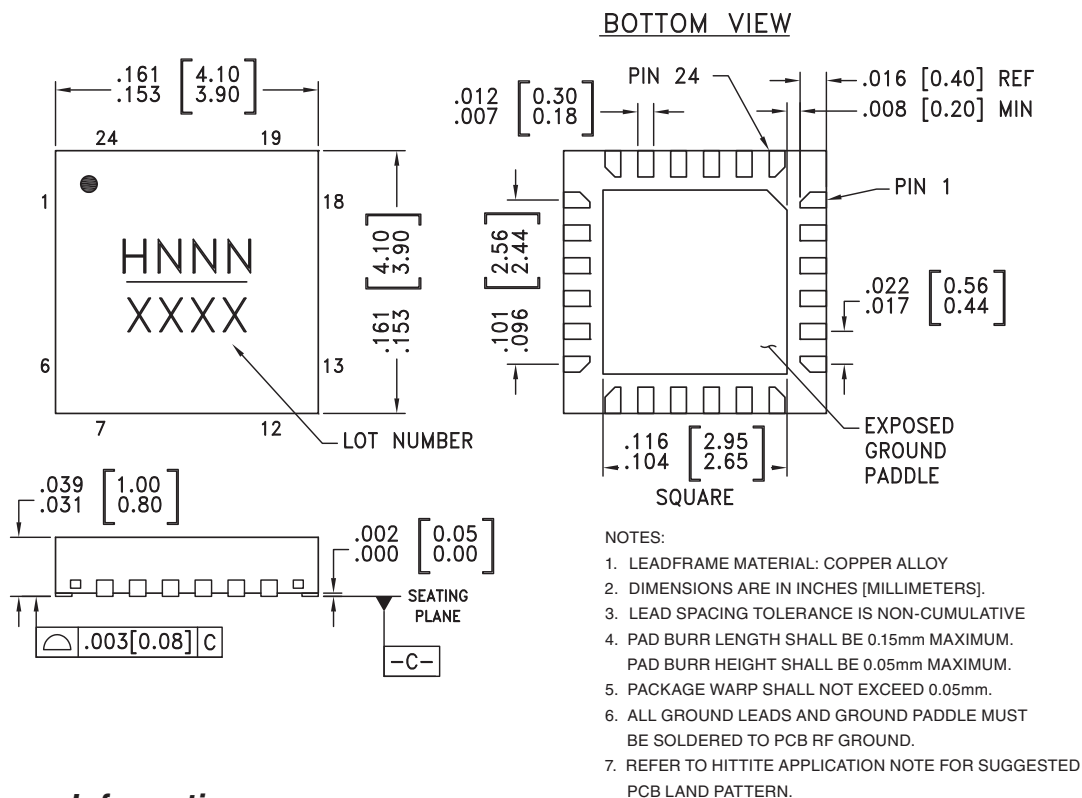 BOTTOM VIEW
.161 [4.10]
.153 [3.90]
24 19
1
18
HNNN
XXXX
6
13
7 12
LOT NUMBER
.161 [4.10]
.153 [3.90]
PIN 24
.016 [0.40] REF
.008 [0.20] MIN
.012 [0.30]
.007 [0.18]
PIN 1
[2.56]
[2.44]
.101
.096
.022 [0.56]
.017 [0.44]
EXPOSED
GROUND
PADDLE
.116 [2.95]
.104 [2.65]
SQUARE
.039 [1.00]
.031 [0.80]
.002 [0.05]
.000 [0.00]
SEATING
PLANE
.003[0.08] C
-C-
NOTES:
1. LEADFRAME MATERIAL: COPPER ALLOY
2. DIMENSIONS ARE IN INCHES [MILLIMETERS].
3. LEAD SPACING TOLERANCE IS NON-CUMULATIVE
4. PAD BURR LENGTH SHALL BE 0.15mm MAXIMUM.
PAD BURR HEIGHT SHALL BE 0.05mm MAXIMUM.
5. PACKAGE WARP SHALL NOT EXCEED 0.05mm.
6. ALL GROUND LEADS AND GROUND PADDLE MUST
BE SOLDERED TO PCB RF GROUND.
7. REFER TO HITTITE APPLICATION NOTE FOR SUGGESTED
PCB LAND PATTERN.